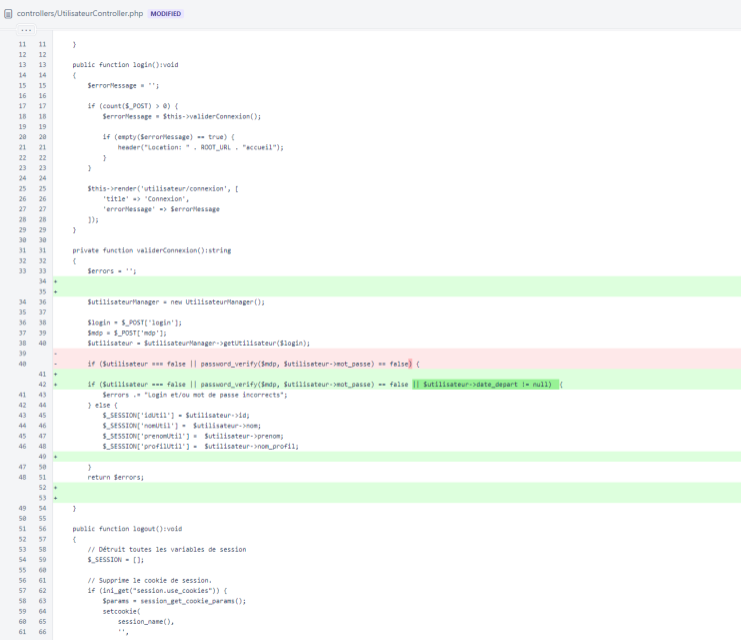 controllers/UtilisateurController.php MODIFIED
...
11 11 }
12 12
13 13 public function login():void
14 14 {
15 15 $errorMessage = '';
16 16
17 17 if (count($_POST) > 0) {
18 18 $errorMessage = $this->validerConnexion();
19 19
20 20 if (empty($errorMessage) == true) {
21 21 header("Location: " . ROOT_URL . "accueil");
22 22 }
23 23 }
24 24
25 25 $this->render('utilisateur/connexion', [
26 26 'title' => 'Connexion',
27 27 'errorMessage' => $errorMessage
28 28 ]);
29 29 }
30 30
31 31 private function validerConnexion():string
32 32 {
33 33 $errors = '';
34 +
35 +
34 36 $utilisateurManager = new UtilisateurManager();
35 37
36 38 $login = $_POST['login'];
37 39 $mdp = $_POST['mdp'];
38 40 $utilisateur = $utilisateurManager->getUtilisateur($login);
39 -
40 - if ($utilisateur === false || password_verify($mdp, $utilisateur->mot_passe) == false) {
41 +
42 + if ($utilisateur === false || password_verify($mdp, $utilisateur->mot_passe) == false || $utilisateur->date_depart != null) {
41 43 $errors .= "Login et/ou mot de passe incorrects";
42 44 } else {
43 45 $_SESSION['idUtil'] = $utilisateur->id;
44 46 $_SESSION['nomUtil'] = $utilisateur->nom;
45 47 $_SESSION['prenomUtil'] = $utilisateur->prenom;
46 48 $_SESSION['profilUtil'] = $utilisateur->nom_profil;
49 +
47 50 }
48 51 return $errors;
52 +
53 +
49 54 }
50 55
51 56 public function logout():void
52 57 {
53 58 // Détruit toutes les variables de session
54 59 $_SESSION = [];
55 60
56 61 // Supprime le cookie de session.
57 62 if (ini_get("session.use_cookies")) {
58 63 $params = session_get_cookie_params();
59 64 setcookie(
60 65 session_name(),
61 66 '',